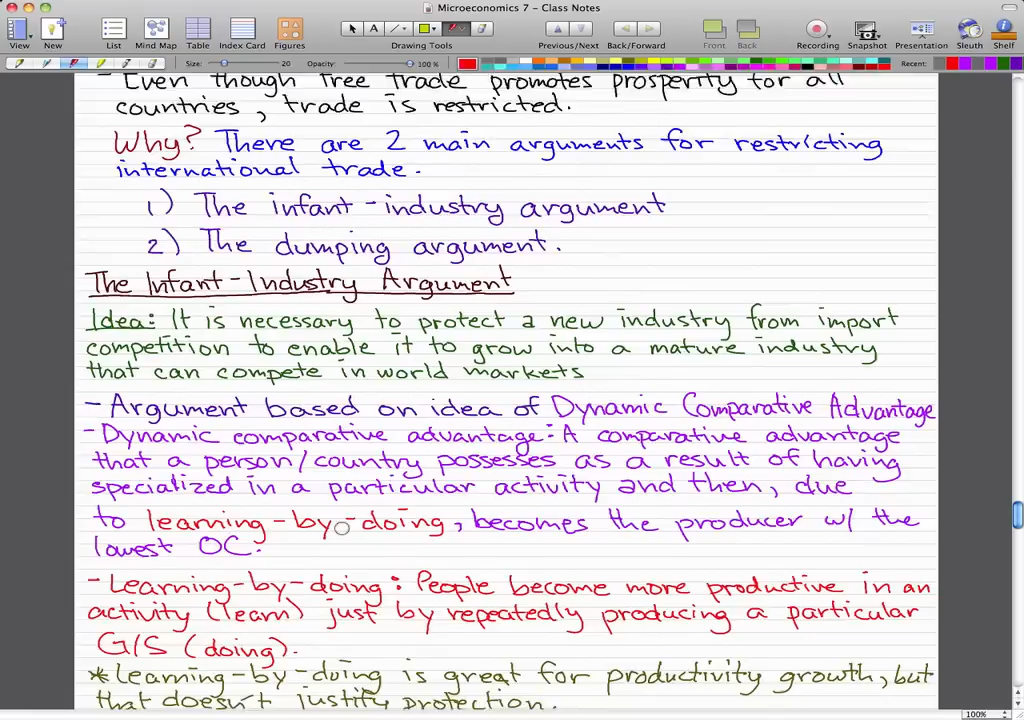 Microeconomics 7 - Class Notes
View New List Mind Map Table Index Card Figures Drawing Tools Previous/Next Back/Forward Front Back Recording Snapshot Presentation Sleuth Shelf
Size: 20 Opacity: 100 % Recent:
- Even though free trade promotes prosperity for all
countries, trade is restricted.
Why? There are 2 main arguments for restricting
international trade.
1) The infant-industry argument
2) The dumping argument.
The Infant-Industry Argument
Idea: It is necessary to protect a new industry from import
competition to enable it to grow into a mature industry
that can compete in world markets
- Argument based on idea of Dynamic Comparative Advantage
- Dynamic comparative advantage: A comparative advantage
that a person/country possesses as a result of having
specialized in a particular activity and then, due
to learning-by-doing, becomes the producer w/ the
lowest OC.
- Learning-by-doing: People become more productive in an
activity (learn) just by repeatedly producing a particular
G/S (doing).
* learning-by-doing is great for productivity growth, but
that doesn't justify protection.
100%